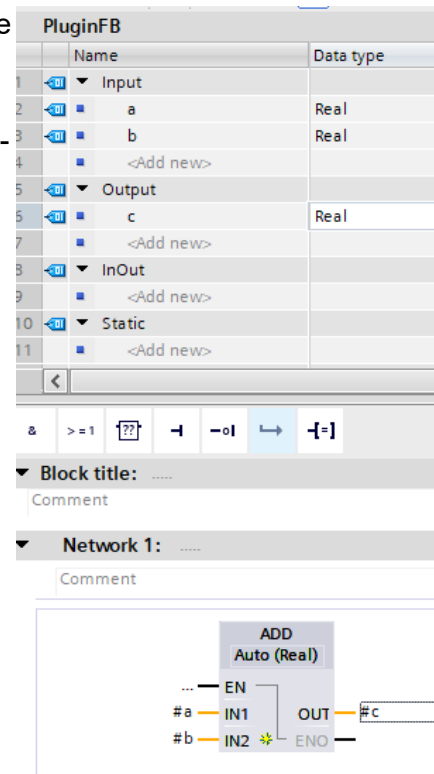 e
PluginFB
Name Data type
1 Input
2 a Real
3 b Real
4 <Add new>
5 Output
6 c Real
7 <Add new>
8 InOut
9 <Add new>
10 Static
11 <Add new>
<
& >=1 ?? -o| -[=]
Block title: .....
Comment
Network 1: .....
Comment
ADD
Auto (Real)
... EN
#a IN1 OUT #c
#b IN2 ENO